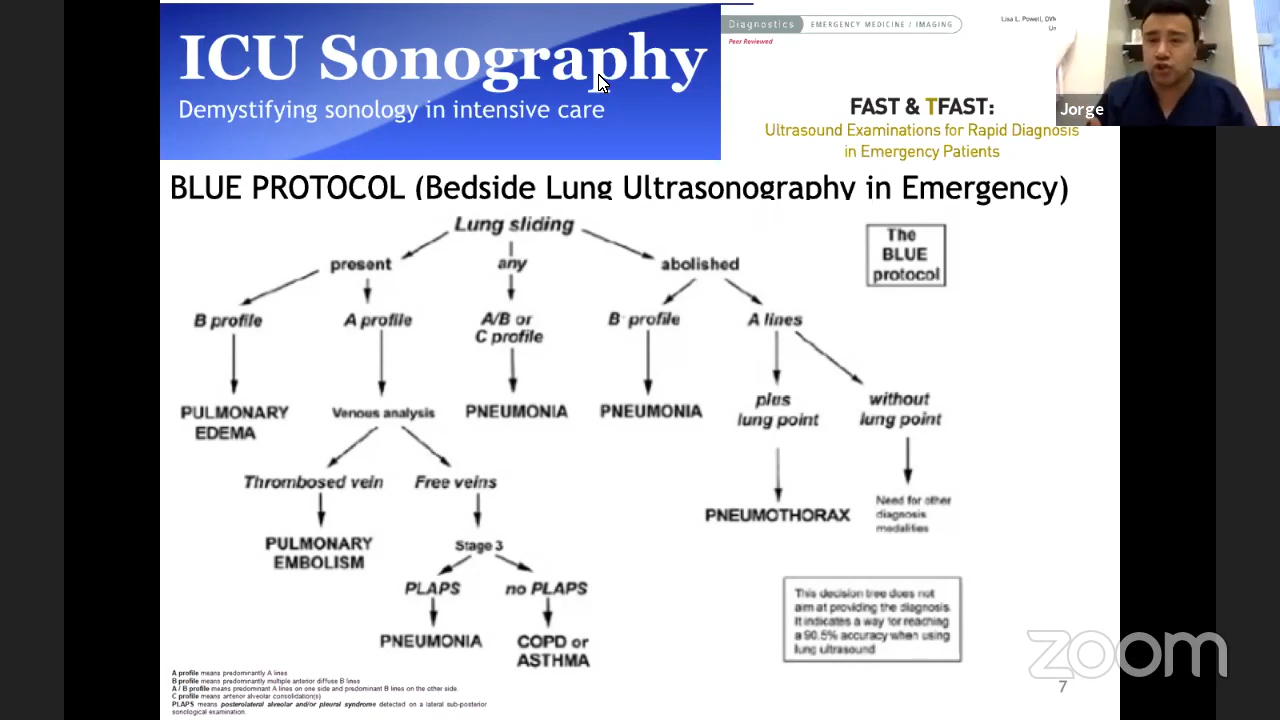 ICU Sonography
Demystifying sonology in intensive care
Diagnostics EMERGENCY MEDICINE / IMAGING
Peer Reviewed
Lisa L. Powell, DVM
Un
FAST & TFAST:
Ultrasound Examinations for Rapid Diagnosis
in Emergency Patients
Jorge
BLUE PROTOCOL (Bedside Lung Ultrasonography in Emergency)
Lung sliding
The
BLUE
protocol
present any abolished
B profile A profile A/B or
C profile B' profile A lines
plus
lung point
without
lung point
PULMONARY
EDEMA
Venous analysis
PNEUMONIA PNEUMONIA
Thrombosed vein Free veins
Need for other
diagnosis
modalities
PNEUMOTHORAX
PULMONARY
EMBOLISM
Stage 3
PLAPS no PLAPS
PNEUMONIA COPD or
ASTHMA
This decision tree does not
aim at providing the diagnosis.
It indicates a way for reaching
a 90.5% accuracy when using
lung ultrasound
A profile means predominantly A lines
B profile means predominantly multiple anterior diffuse B lines
A / B profile means predominant A lines on one side and predominant B lines on the other side.
C profile means anterior alveolar consolidation(s)
PLAPS means posterolateral alveolar and/or pleural syndrome detected on a lateral sub-posterior
sonological examination.
zoom
7